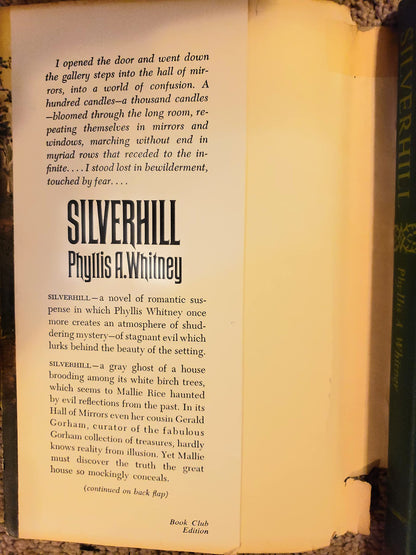 I opened the door and went down
the gallery steps into the hall of mir-
rors, into a world of confusion. A
hundred candles—a thousand candles
—bloomed through the long room, re-
peating themselves in mirrors and
windows, marching without end in
myriad rows that receded to the in-
finite. . . . I stood lost in bewilderment,
touched by fear. . . .
SILVERHILL
Phyllis A. Whitney
SILVERHILL—a novel of romantic sus-
pense in which Phyllis Whitney once
more creates an atmosphere of shud-
dering mystery—of stagnant evil which
lurks behind the beauty of the setting.
SILVERHILL—a gray ghost of a house
brooding among its white birch trees,
which seems to Mallie Rice haunted
by evil reflections from the past. In its
Hall of Mirrors even her cousin Gerald
Gorham, curator of the fabulous
Gorham collection of treasures, hardly
knows reality from illusion. Yet Mallie
must discover the truth the great
house so mockingly conceals.
(continued on back flap)
Book Club
Edition
SILVERHILL
Phyllis A. Whitney